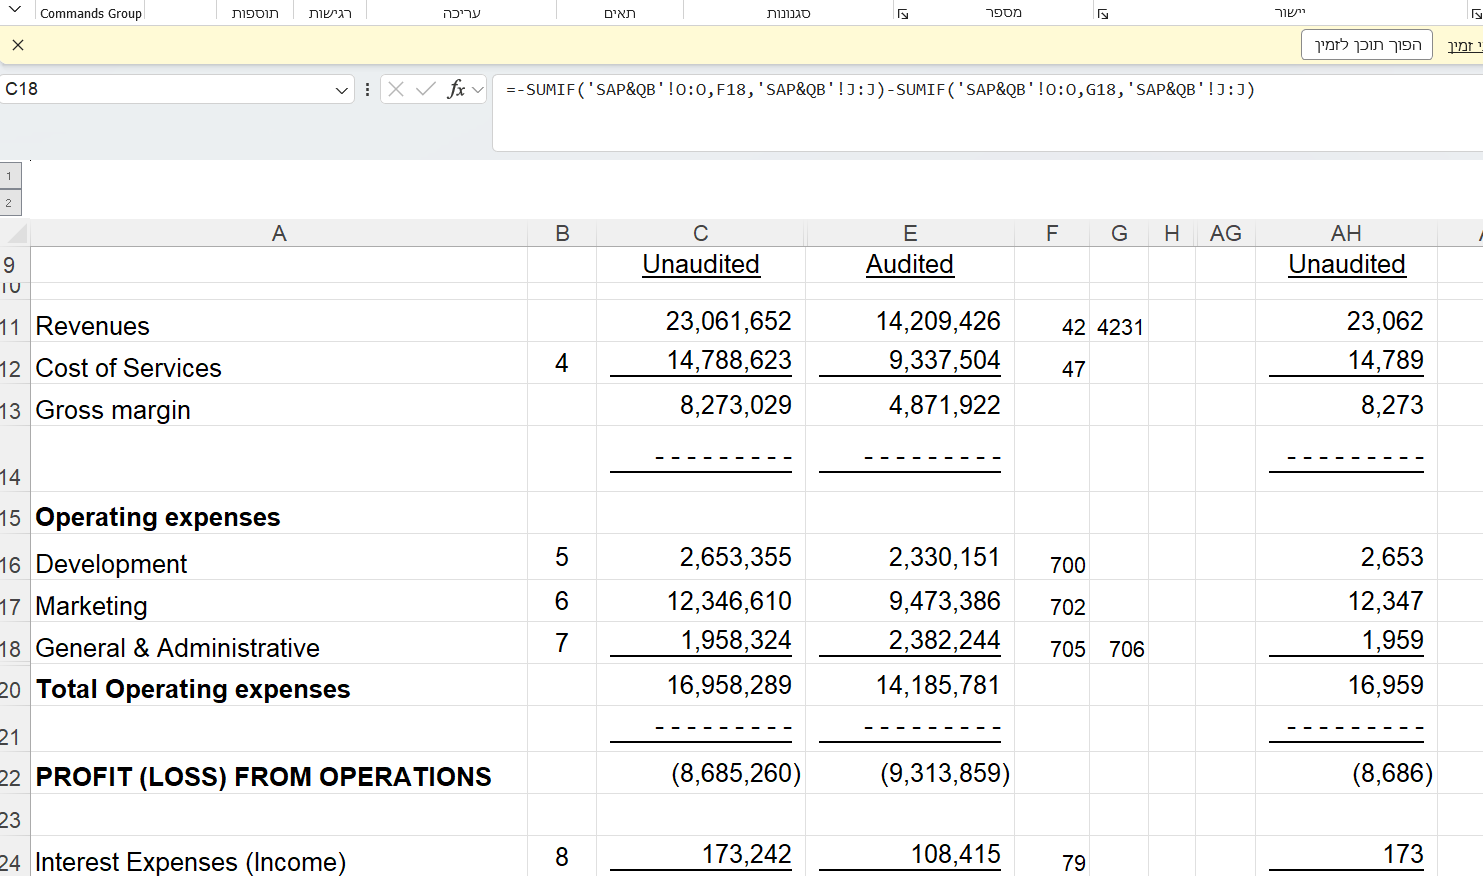 Commands Group תוספות רגישות עריכה תאים סגנונות מספר יישור
הפוך תוכן לזמין
C18 fx =-SUMIF('SAP&QB'!O:O,F18,'SAP&QB'!J:J)-SUMIF('SAP&QB'!O:O,G18,'SAP&QB'!J:J)
1
2
A B C E F G H AG AH
9 Unaudited Audited Unaudited
10
11 Revenues 23,061,652 14,209,426 42 4231 23,062
12 Cost of Services 4 14,788,623 9,337,504 47 14,789
13 Gross margin 8,273,029 4,871,922 8,273
14 - - - - - - - - - - - - - - - - - - - - - - - - - - -
15 Operating expenses
16 Development 5 2,653,355 2,330,151 700 2,653
17 Marketing 6 12,346,610 9,473,386 702 12,347
18 General & Administrative 7 1,958,324 2,382,244 705 706 1,959
20 Total Operating expenses 16,958,289 14,185,781 16,959
21 - - - - - - - - - - - - - - - - - - - - - - - - - - -
22 PROFIT (LOSS) FROM OPERATIONS (8,685,260) (9,313,859) (8,686)
23
24 Interest Expenses (Income) 8 173,242 108,415 79 173